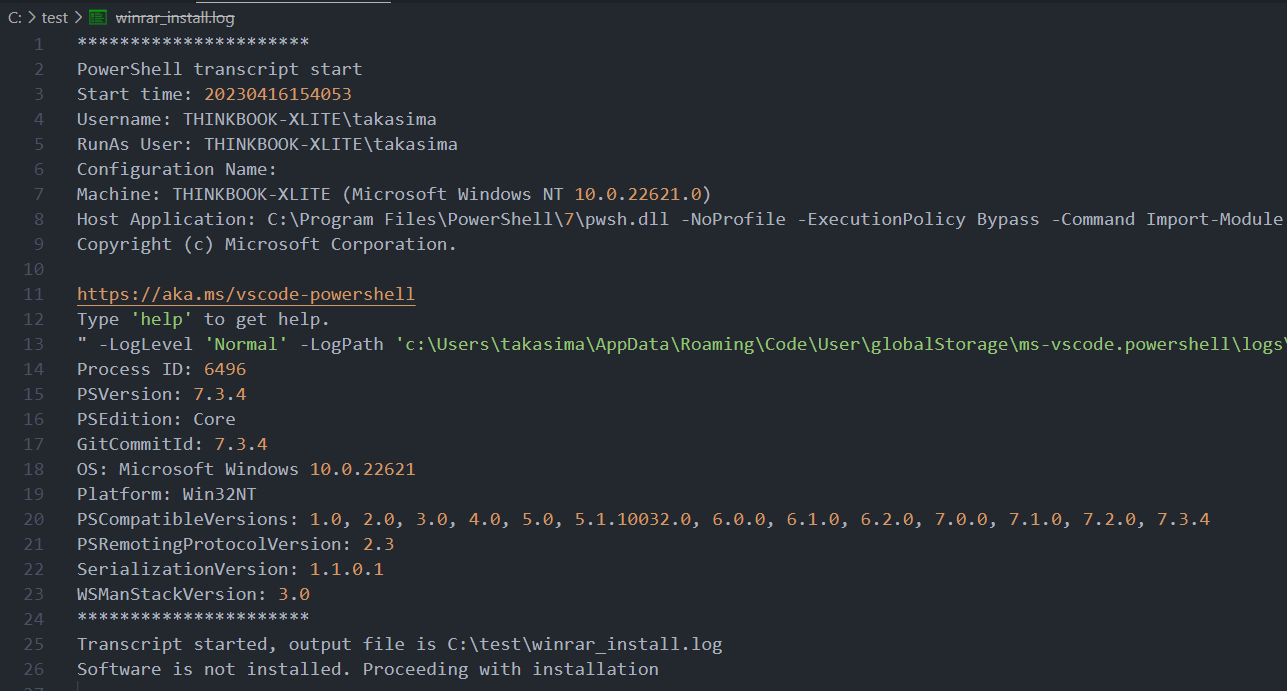 C: > test > winrar_install.log
1 **********************
2 PowerShell transcript start
3 Start time: 20230416154053
4 Username: THINKBOOK-XLITE\takasima
5 RunAs User: THINKBOOK-XLITE\takasima
6 Configuration Name:
7 Machine: THINKBOOK-XLITE (Microsoft Windows NT 10.0.22621.0)
8 Host Application: C:\Program Files\PowerShell\7\pwsh.dll -NoProfile -ExecutionPolicy Bypass -Command Import-Module
9 Copyright (c) Microsoft Corporation.
10
11 https://aka.ms/vscode-powershell
12 Type 'help' to get help.
13 " -LogLevel 'Normal' -LogPath 'c:\Users\takasima\AppData\Roaming\Code\User\globalStorage\ms-vscode.powershell\logs\
14 Process ID: 6496
15 PSVersion: 7.3.4
16 PSEdition: Core
17 GitCommitId: 7.3.4
18 OS: Microsoft Windows 10.0.22621
19 Platform: Win32NT
20 PSCompatibleVersions: 1.0, 2.0, 3.0, 4.0, 5.0, 5.1.10032.0, 6.0.0, 6.1.0, 6.2.0, 7.0.0, 7.1.0, 7.2.0, 7.3.4
21 PSRemotingProtocolVersion: 2.3
22 SerializationVersion: 1.1.0.1
23 WSManStackVersion: 3.0
24 **********************
25 Transcript started, output file is C:\test\winrar_install.log
26 Software is not installed. Proceeding with installation